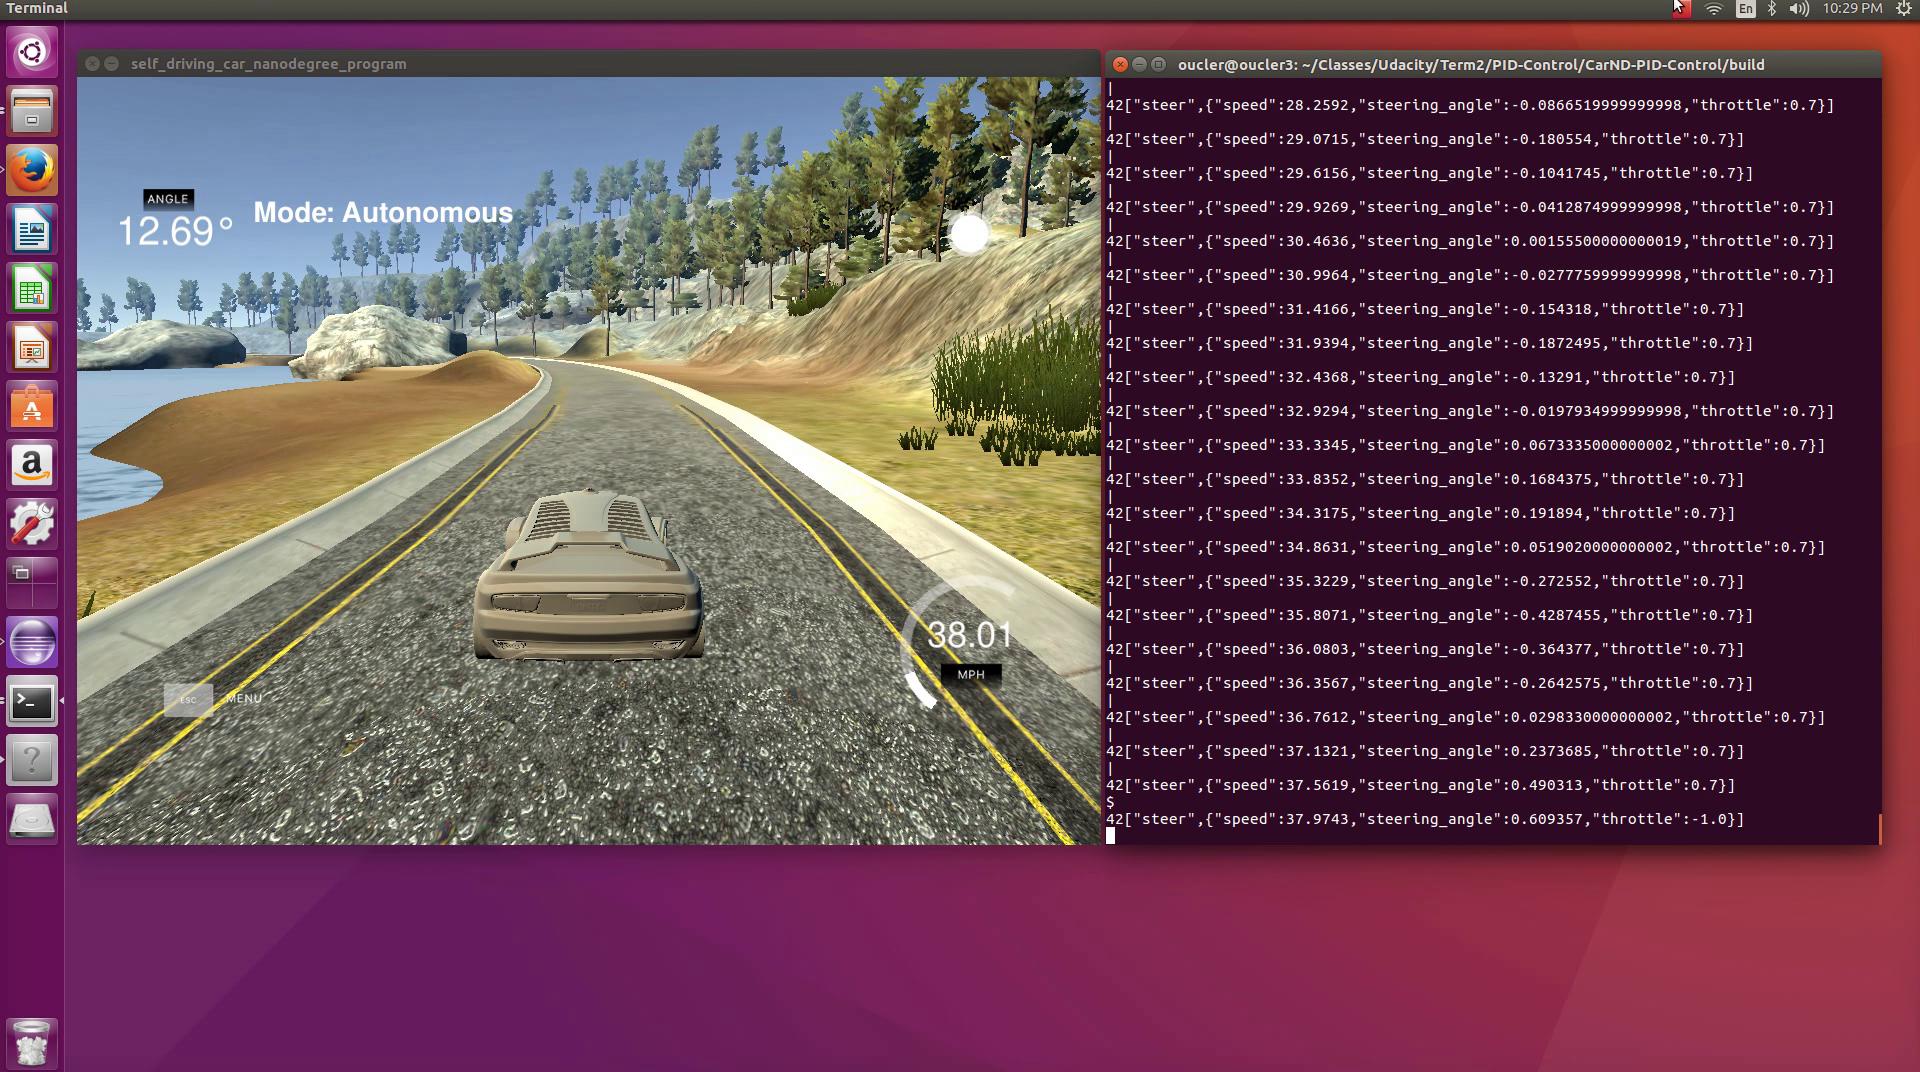 Terminal
En
10:29 PM
self_driving_car_nanodegree_program
ANGLE
12.69°
Mode: Autonomous
38.01
MPH
ESC
MENU
oucler@oucler3: ~/Classes/Udacity/Term2/PID-Control/CarND-PID-Control/build
|
42["steer",{"speed":28.2592,"steering_angle":-0.0866519999999998,"throttle":0.7}]
|
42["steer",{"speed":29.0715,"steering_angle":-0.180554,"throttle":0.7}]
|
42["steer",{"speed":29.6156,"steering_angle":-0.1041745,"throttle":0.7}]
|
42["steer",{"speed":29.9269,"steering_angle":-0.0412874999999998,"throttle":0.7}]
|
42["steer",{"speed":30.4636,"steering_angle":0.00155500000000019,"throttle":0.7}]
|
42["steer",{"speed":30.9964,"steering_angle":-0.0277759999999998,"throttle":0.7}]
|
42["steer",{"speed":31.4166,"steering_angle":-0.154318,"throttle":0.7}]
|
42["steer",{"speed":31.9394,"steering_angle":-0.1872495,"throttle":0.7}]
|
42["steer",{"speed":32.4368,"steering_angle":-0.13291,"throttle":0.7}]
|
42["steer",{"speed":32.9294,"steering_angle":-0.0197934999999998,"throttle":0.7}]
|
42["steer",{"speed":33.3345,"steering_angle":0.0673335000000002,"throttle":0.7}]
|
42["steer",{"speed":33.8352,"steering_angle":0.1684375,"throttle":0.7}]
|
42["steer",{"speed":34.3175,"steering_angle":0.191894,"throttle":0.7}]
|
42["steer",{"speed":34.8631,"steering_angle":0.0519020000000002,"throttle":0.7}]
|
42["steer",{"speed":35.3229,"steering_angle":-0.272552,"throttle":0.7}]
|
42["steer",{"speed":35.8071,"steering_angle":-0.4287455,"throttle":0.7}]
|
42["steer",{"speed":36.0803,"steering_angle":-0.364377,"throttle":0.7}]
|
42["steer",{"speed":36.3567,"steering_angle":-0.2642575,"throttle":0.7}]
|
42["steer",{"speed":36.7612,"steering_angle":0.0298330000000002,"throttle":0.7}]
|
42["steer",{"speed":37.1321,"steering_angle":0.2373685,"throttle":0.7}]
|
42["steer",{"speed":37.5619,"steering_angle":0.490313,"throttle":0.7}]
$
42["steer",{"speed":37.9743,"steering_angle":0.609357,"throttle":-1.0}]